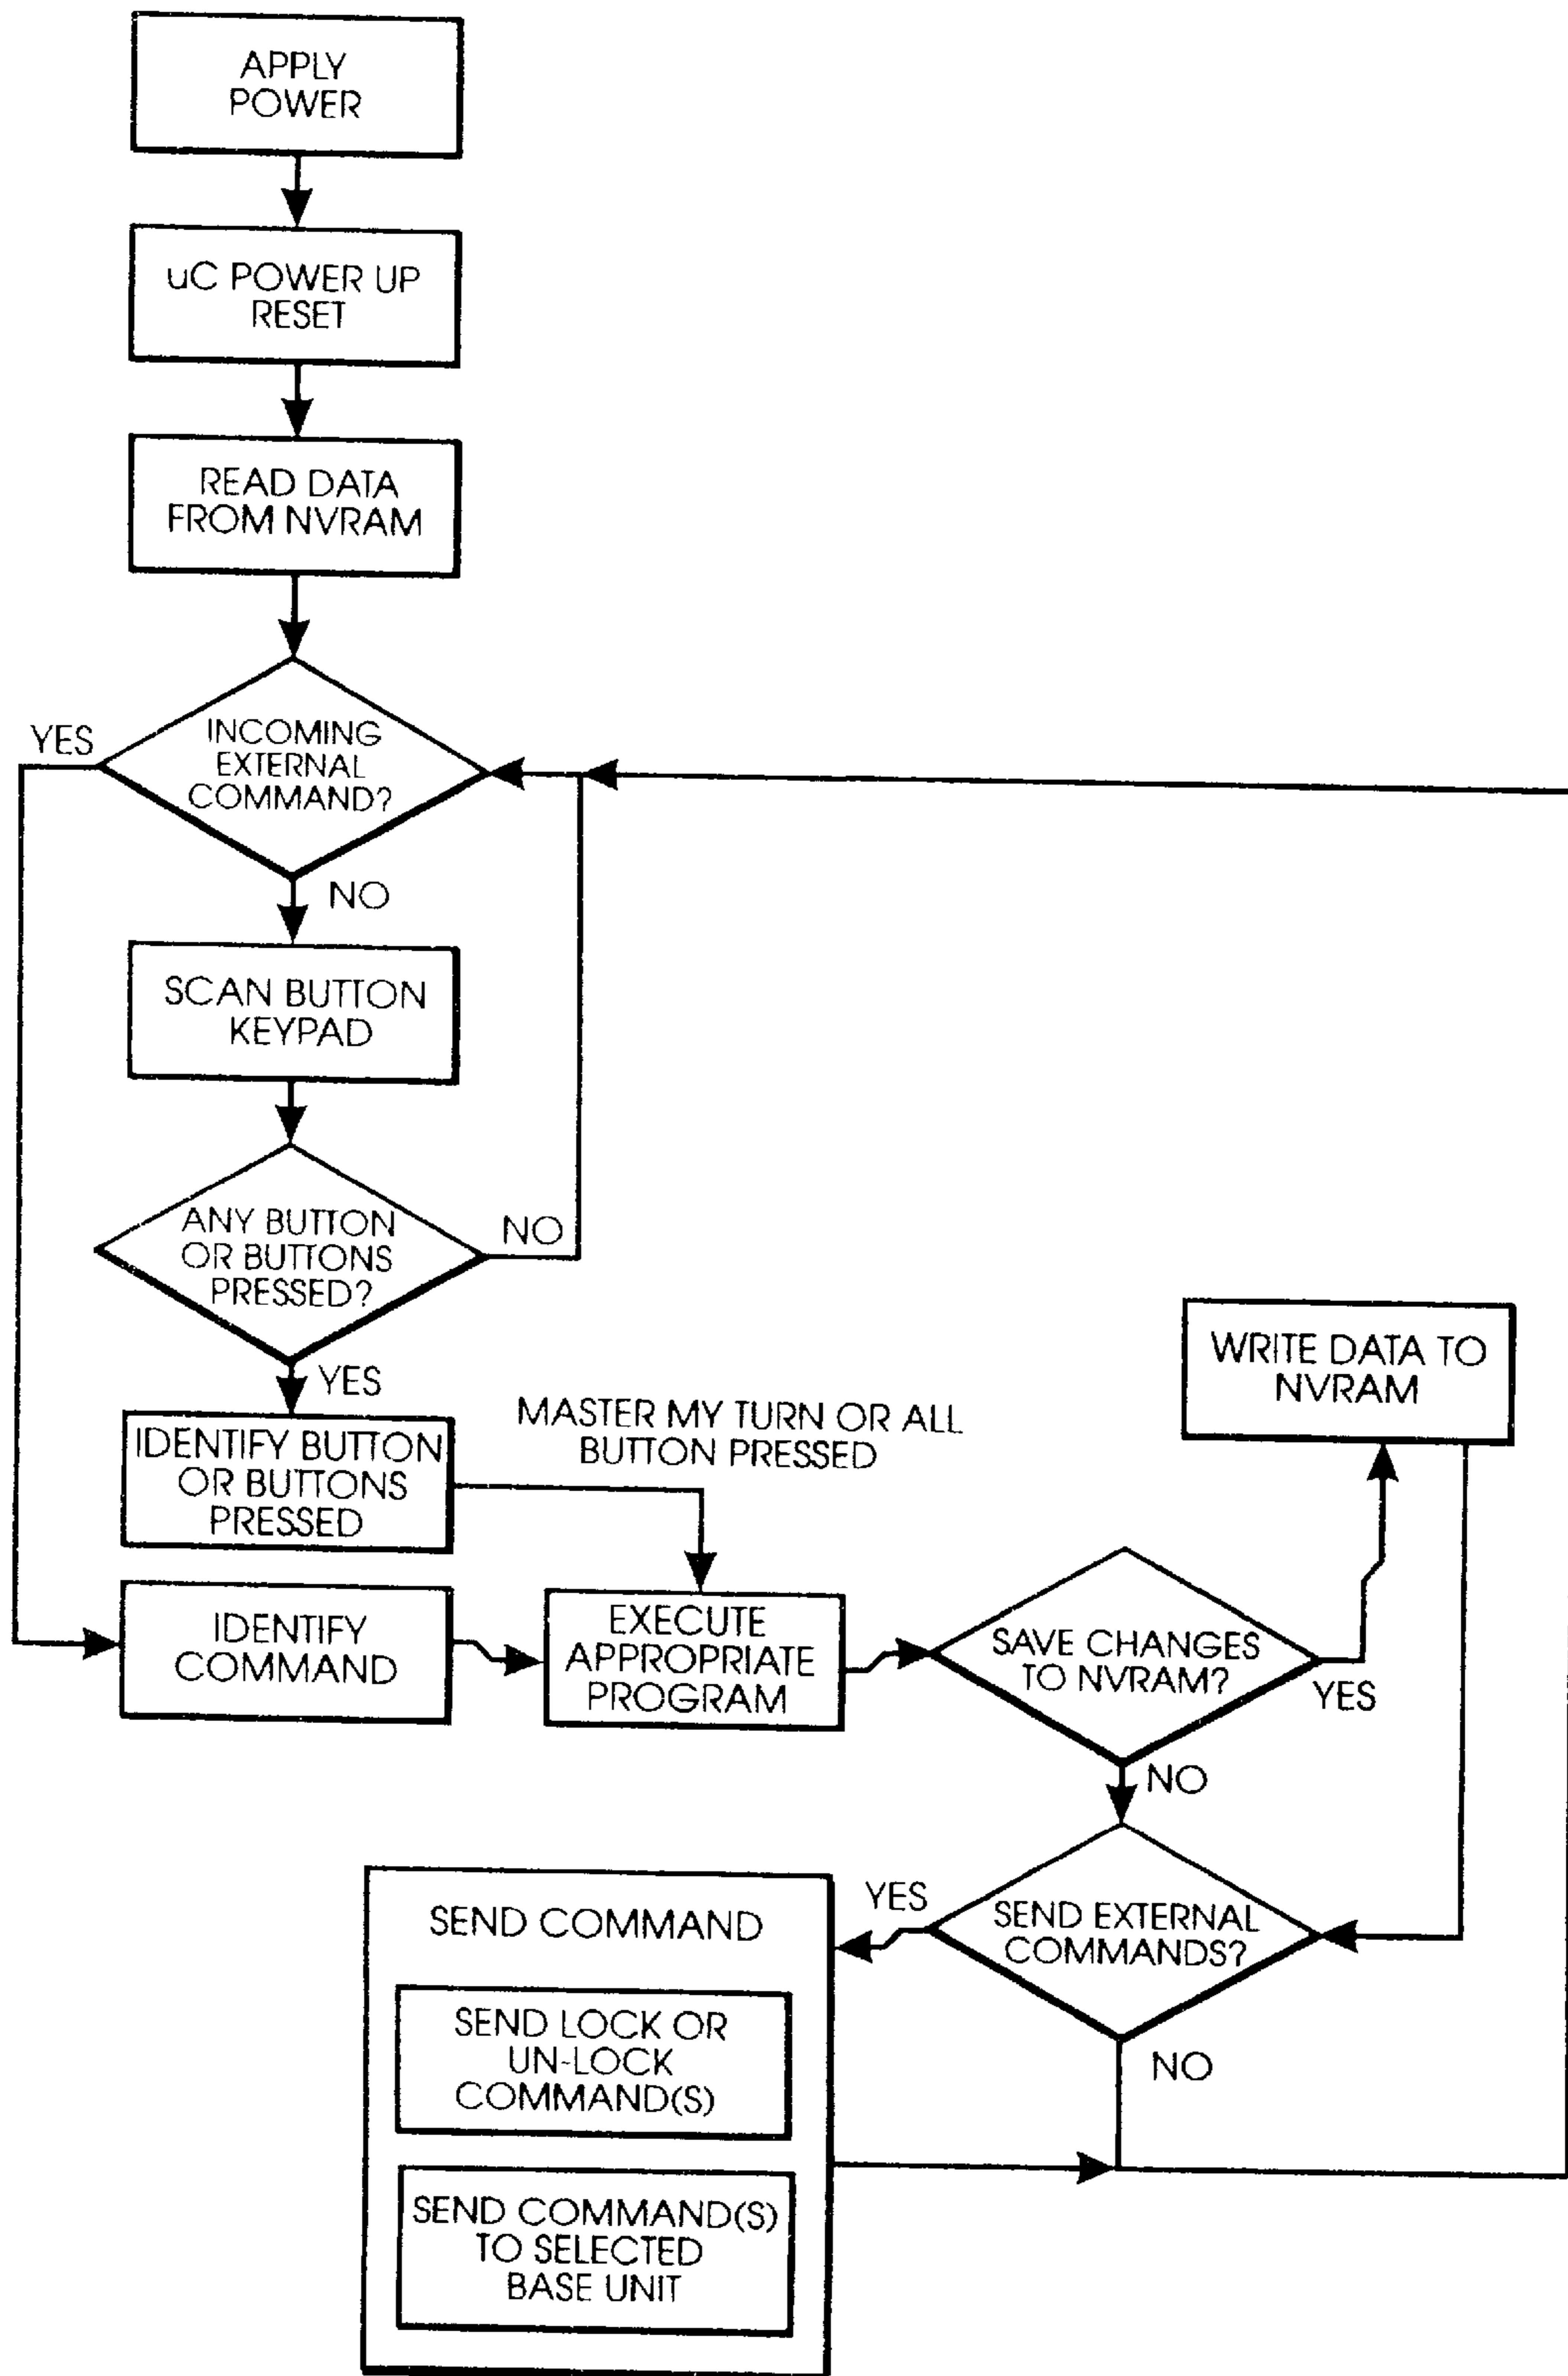 APPLY
POWER
uC POWER UP
RESET
READ DATA
FROM NVRAM
YES
INCOMING
EXTERNAL
COMMAND?
NO
SCAN BUTTON
KEYPAD
ANY BUTTON
OR BUTTONS
PRESSED?
NO
YES
IDENTIFY BUTTON
OR BUTTONS
PRESSED
MASTER MY TURN OR ALL
BUTTON PRESSED
WRITE DATA TO
NVRAM
IDENTIFY
COMMAND
EXECUTE
APPROPRIATE
PROGRAM
SAVE CHANGES
TO NVRAM?
YES
NO
SEND EXTERNAL
COMMANDS?
YES
NO
SEND COMMAND
SEND LOCK OR
UN-LOCK
COMMAND(S)
SEND COMMAND(S)
TO SELECTED
BASE UNIT